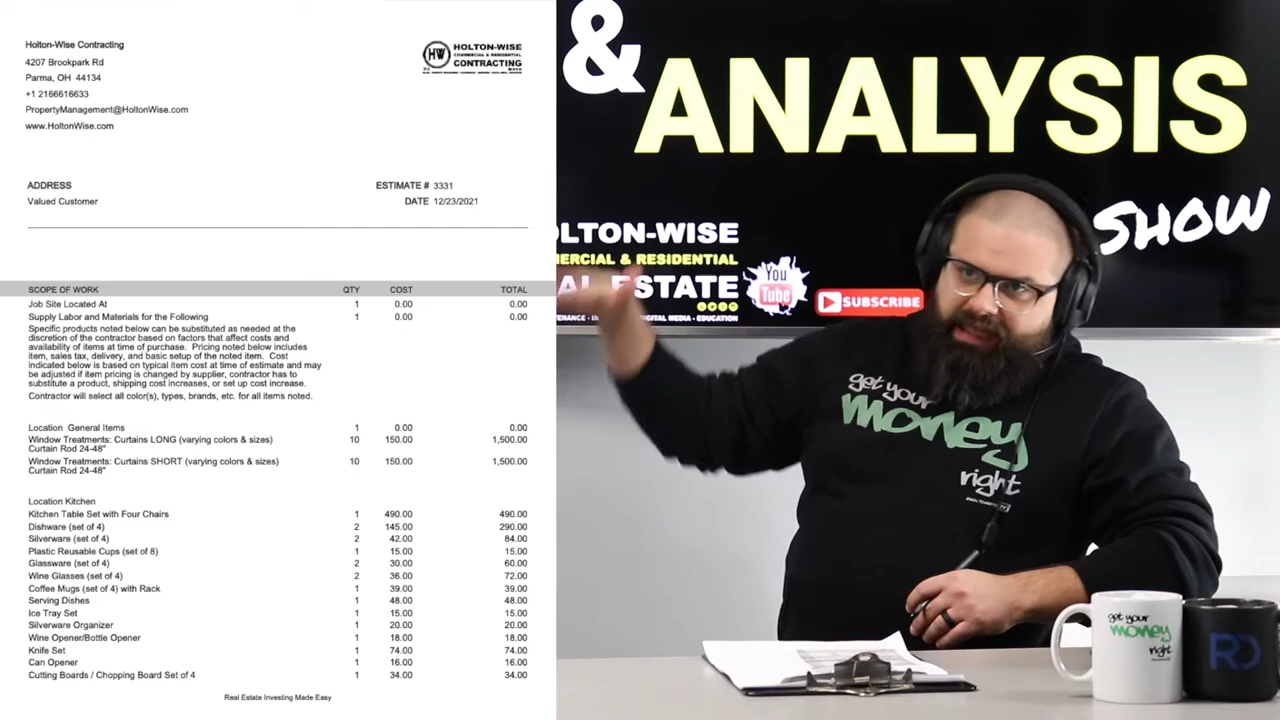 Holton-Wise Contracting
4207 Brookpark Rd
Parma, OH 44134
+1 2166616633
PropertyManagement@HoltonWise.com
www.HoltonWise.com
HW
HOLTON-WISE
COMMERCIAL & RESIDENTIAL
CONTRACTING
ADDRESS
Valued Customer
ESTIMATE # 3331
DATE 12/23/2021
SCOPE OF WORK QTY COST TOTAL
Job Site Located At 1 0.00 0.00
Supply Labor and Materials for the Following 1 0.00 0.00
Specific products noted below can be substituted as needed at the
discretion of the contractor based on factors that affect costs and
availability of items at time of purchase. Pricing noted below includes
item, sales tax, delivery, and basic setup of the noted item. Cost
indicated below is based on typical item cost at time of estimate and may
be adjusted if item pricing is changed by supplier, contractor has to
substitute a product, shipping cost increases, or set up cost increase.
Contractor will select all color(s), types, brands, etc. for all items noted.
Location General Items 1 0.00 0.00
Window Treatments: Curtains LONG (varying colors & sizes) 10 150.00 1,500.00
Curtain Rod 24-48"
Window Treatments: Curtains SHORT (varying colors & sizes) 10 150.00 1,500.00
Curtain Rod 24-48"
Location Kitchen
Kitchen Table Set with Four Chairs 1 490.00 490.00
Dishware (set of 4) 2 145.00 290.00
Silverware (set of 4) 2 42.00 84.00
Plastic Reusable Cups (set of 8) 1 15.00 15.00
Glassware (set of 4) 2 30.00 60.00
Wine Glasses (set of 4) 2 36.00 72.00
Coffee Mugs (set of 4) with Rack 1 39.00 39.00
Serving Dishes 1 48.00 48.00
Ice Tray Set 1 15.00 15.00
Silverware Organizer 1 20.00 20.00
Wine Opener/Bottle Opener 1 18.00 18.00
Knife Set 1 74.00 74.00
Can Opener 1 16.00 16.00
Cutting Boards / Chopping Board Set of 4 1 34.00 34.00
Real Estate Investing Made Easy
& ANALYSIS
SHOW
OLTON-WISE
ERCIAL & RESIDENTIAL
ESTATE
You
Tube
SUBSCRIBE
TENANCE
DIGITAL MEDIA - EDUCATION
get your
money
right
get your
money
right
RD